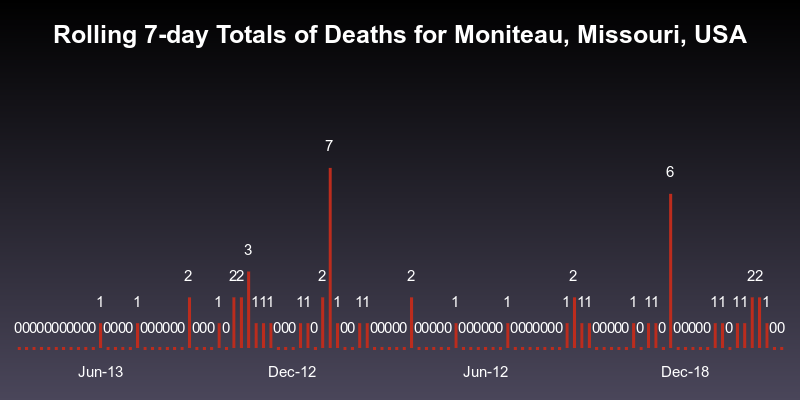 Rolling 7-day Totals of Deaths for Moniteau, Missouri, USA
7
6
3
2 22 2 2 2 22
1 1 1 111 11 1 11 1 1 1 11 1 11 11 11 1
00000000000 0000 000000 000 0 000 0 00 00000 00000 000000 0000000 00000 0 0 00000 0 00
Jun-13 Dec-12 Jun-12 Dec-18